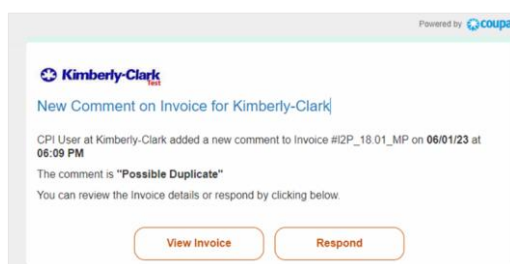 Powered by coupa
Kimberly-Clark
Test
New Comment on Invoice for Kimberly-Clark
CPI User at Kimberly-Clark added a new comment to Invoice #I2P_18.01_MP on 06/01/23 at
06:09 PM
The comment is "Possible Duplicate"
You can review the Invoice details or respond by clicking below.
View Invoice Respond